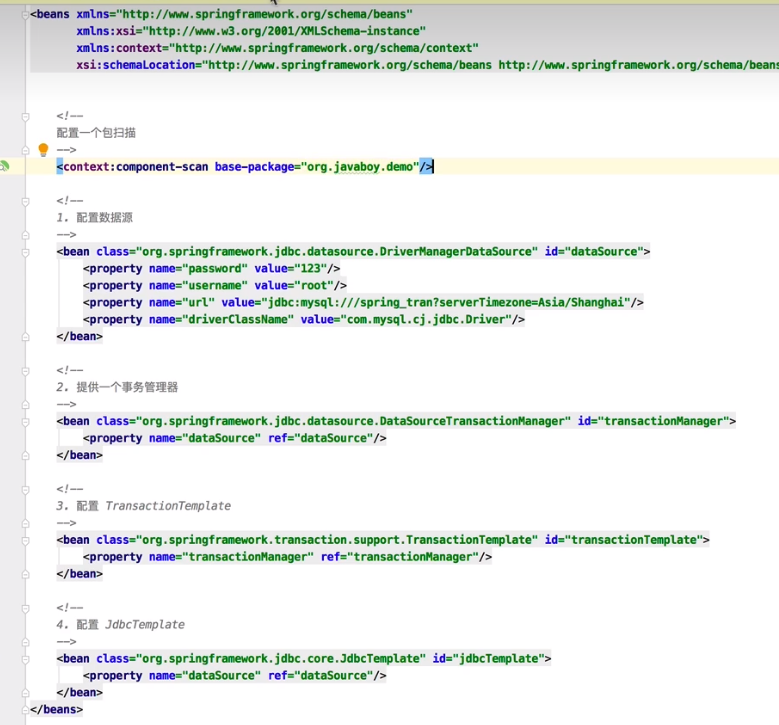 <beans xmlns="http://www.springframework.org/schema/beans"
xmlns:xsi="http://www.w3.org/2001/XMLSchema-instance"
xmlns:context="http://www.springframework.org/schema/context"
xsi:schemaLocation="http://www.springframework.org/schema/beans http://www.springframework.org/schema/beans
<!--
配置一个包扫描
-->
<context:component-scan base-package="org.javaboy.demo"/>
<!--
1. 配置数据源
-->
<bean class="org.springframework.jdbc.datasource.DriverManagerDataSource" id="dataSource">
<property name="password" value="123"/>
<property name="username" value="root"/>
<property name="url" value="jdbc:mysql:///spring_tran?serverTimezone=Asia/Shanghai"/>
<property name="driverClassName" value="com.mysql.cj.jdbc.Driver"/>
</bean>
<!--
2. 提供一个事务管理器
-->
<bean class="org.springframework.jdbc.datasource.DataSourceTransactionManager" id="transactionManager">
<property name="dataSource" ref="dataSource"/>
</bean>
<!--
3. 配置 TransactionTemplate
-->
<bean class="org.springframework.transaction.support.TransactionTemplate" id="transactionTemplate">
<property name="transactionManager" ref="transactionManager"/>
</bean>
<!--
4. 配置 JdbcTemplate
-->
<bean class="org.springframework.jdbc.core.JdbcTemplate" id="jdbcTemplate">
<property name="dataSource" ref="dataSource"/>
</bean>
</beans>